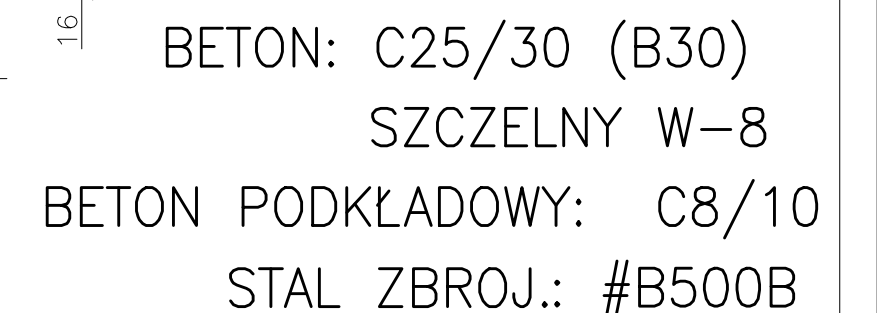 16
BETON: C25/30 (B30)
SZCZELNY W-8
BETON PODKŁADOWY: C8/10
STAL ZBROJ.: #B500B